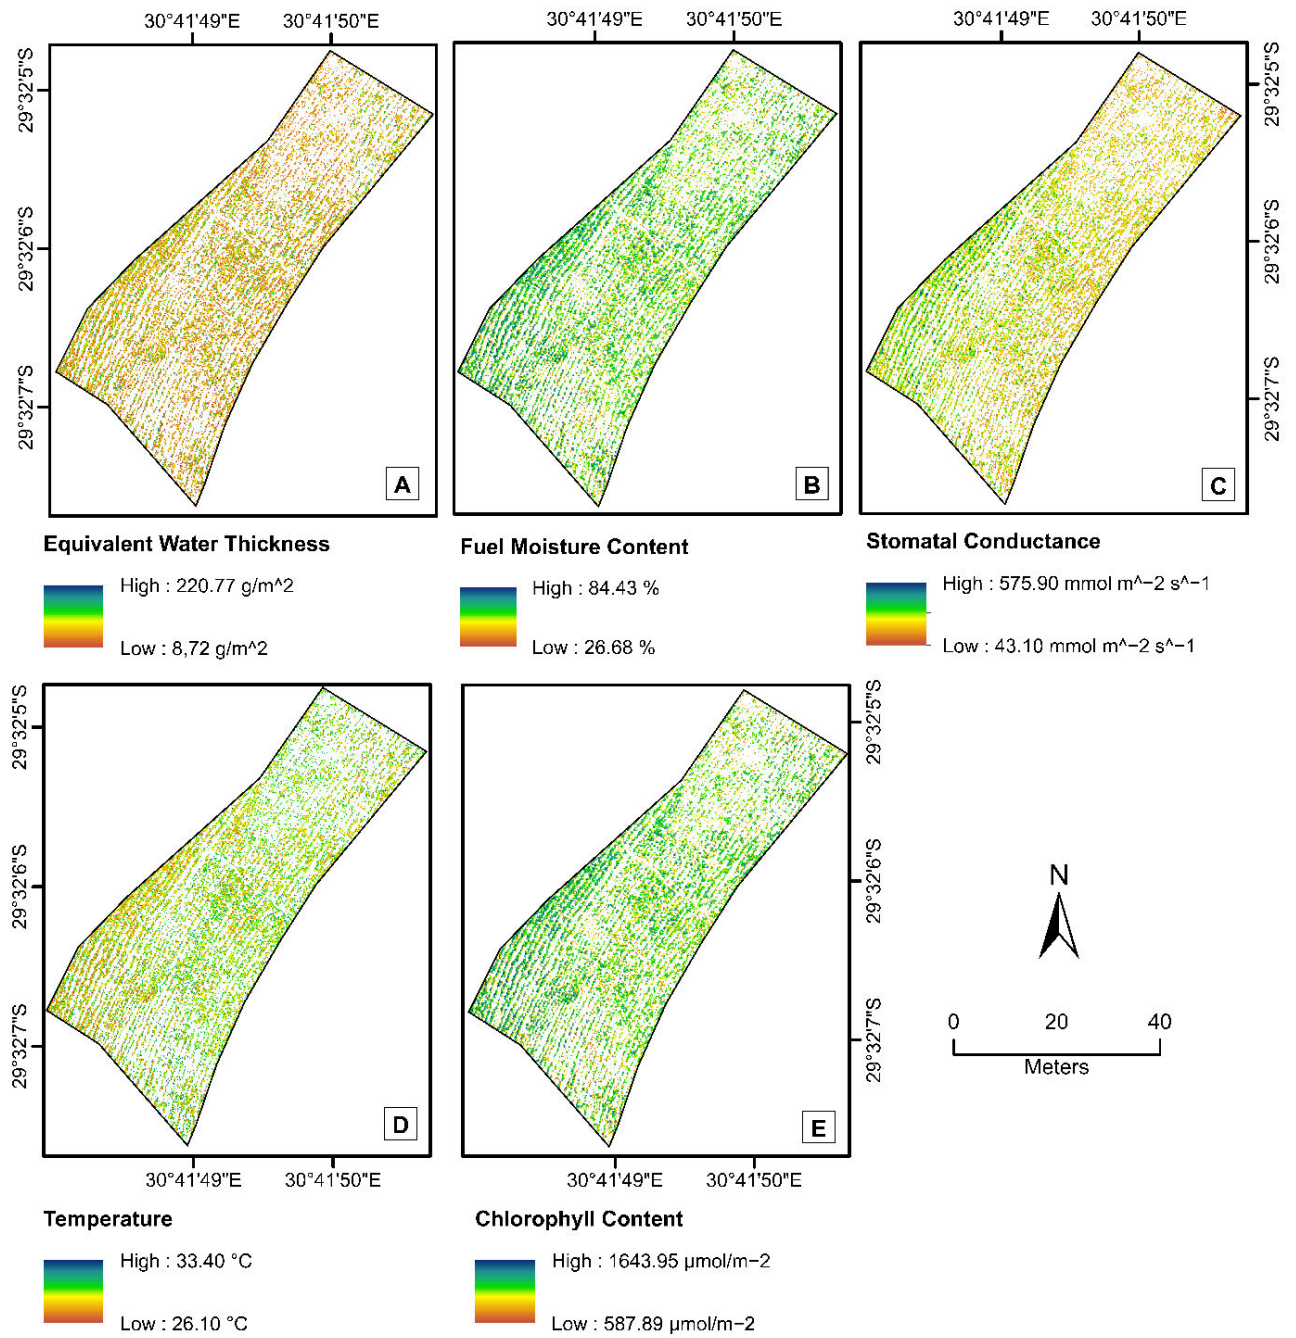 30°41'49"E 30°41'50"E 30°41'49"E 30°41'50"E 30°41'49"E 30°41'50"E
29°32'5"S
29°32'6"S
29°32'7"S
29°32'5"S
29°32'6"S
29°32'7"S
A
B
C
Equivalent Water Thickness
High : 220.77 g/m^2
Low : 8,72 g/m^2
Fuel Moisture Content
High : 84.43 %
Low : 26.68 %
Stomatal Conductance
High : 575.90 mmol m^−2 s^−1
Low : 43.10 mmol m^−2 s^−1
29°32'5"S
29°32'6"S
29°32'7"S
29°32'5"S
29°32'6"S
29°32'7"S
D
E
30°41'49"E 30°41'50"E 30°41'49"E 30°41'50"E
N
0 20 40
Meters
Temperature
High : 33.40 °C
Low : 26.10 °C
Chlorophyll Content
High : 1643.95 μmol/m−2
Low : 587.89 μmol/m−2